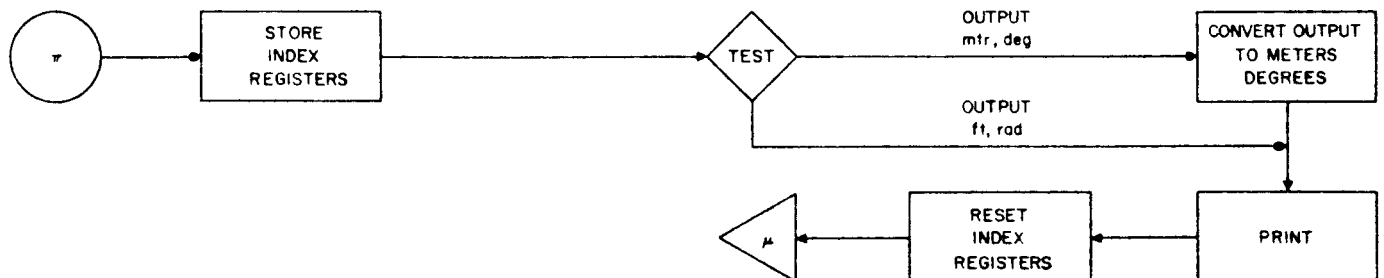 π
STORE
INDEX
REGISTERS
TEST
OUTPUT
mtr, deg
CONVERT OUTPUT
TO METERS
DEGREES
OUTPUT
ft, rad
μ
RESET
INDEX
REGISTERS
PRINT